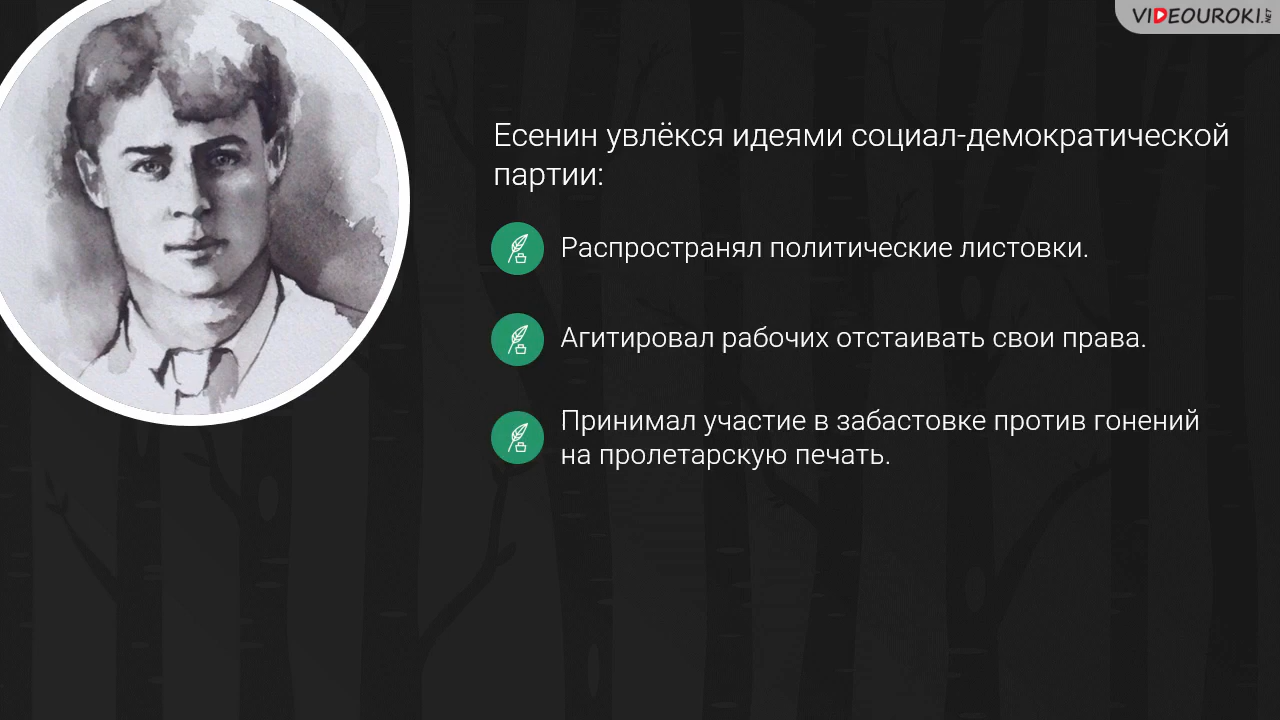 VIDEOUROKI.NET
Есенин увлёкся идеями социал-демократической
партии:
Распространял политические листовки.
Агитировал рабочих отстаивать свои права.
Принимал участие в забастовке против гонений
на пролетарскую печать.